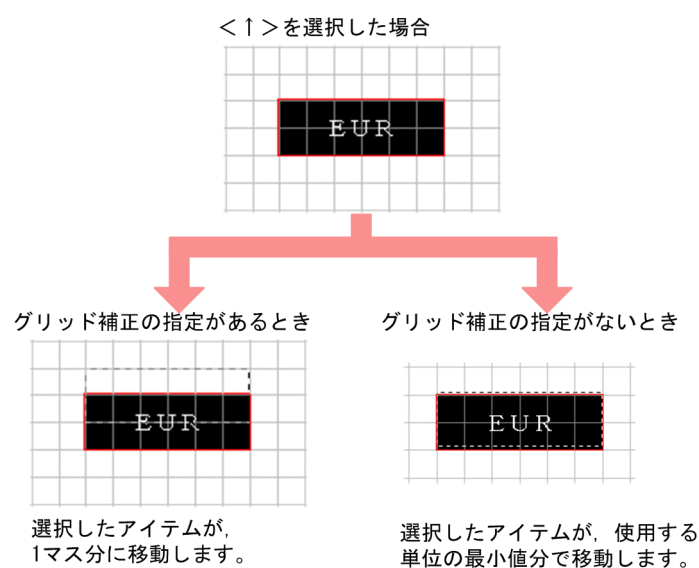 ＜↑＞を選択した場合
EUR
グリッド補正の指定があるとき
グリッド補正の指定がないとき
EUR
EUR
選択したアイテムが，
1マス分に移動します。
選択したアイテムが，使用する
単位の最小値分で移動します。